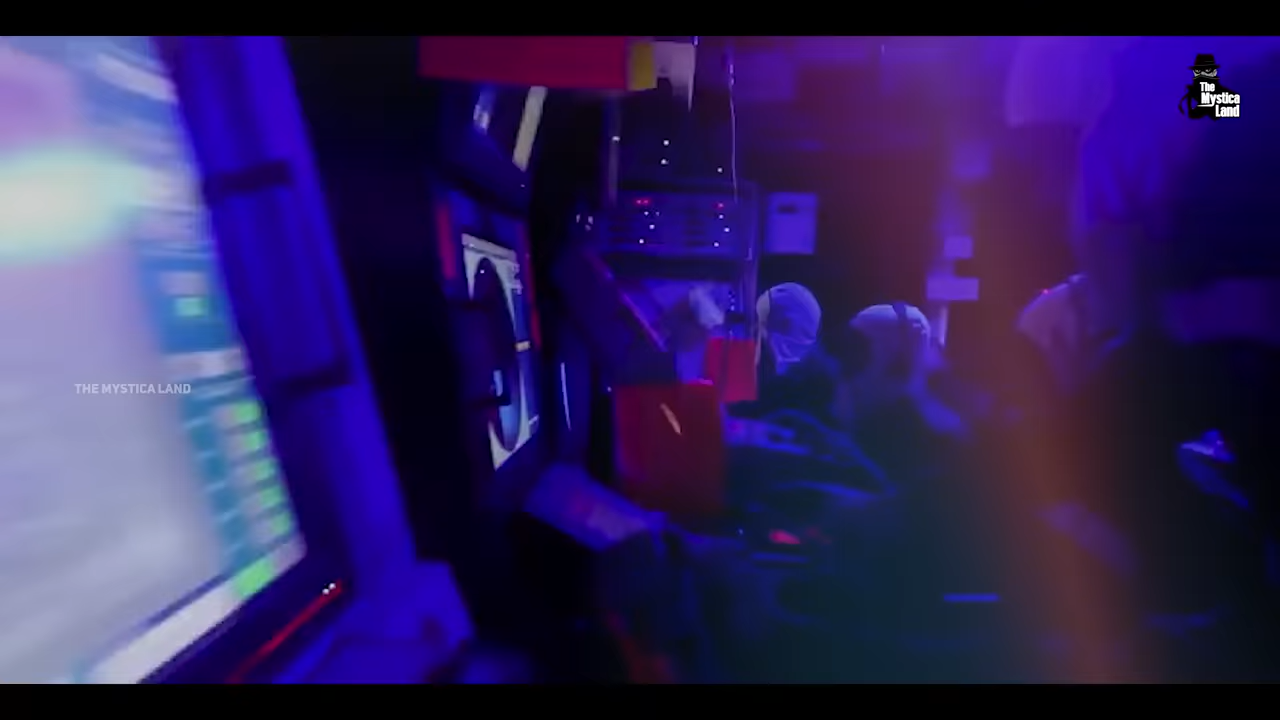 The
Mystica
Land
THE MYSTICA LAND